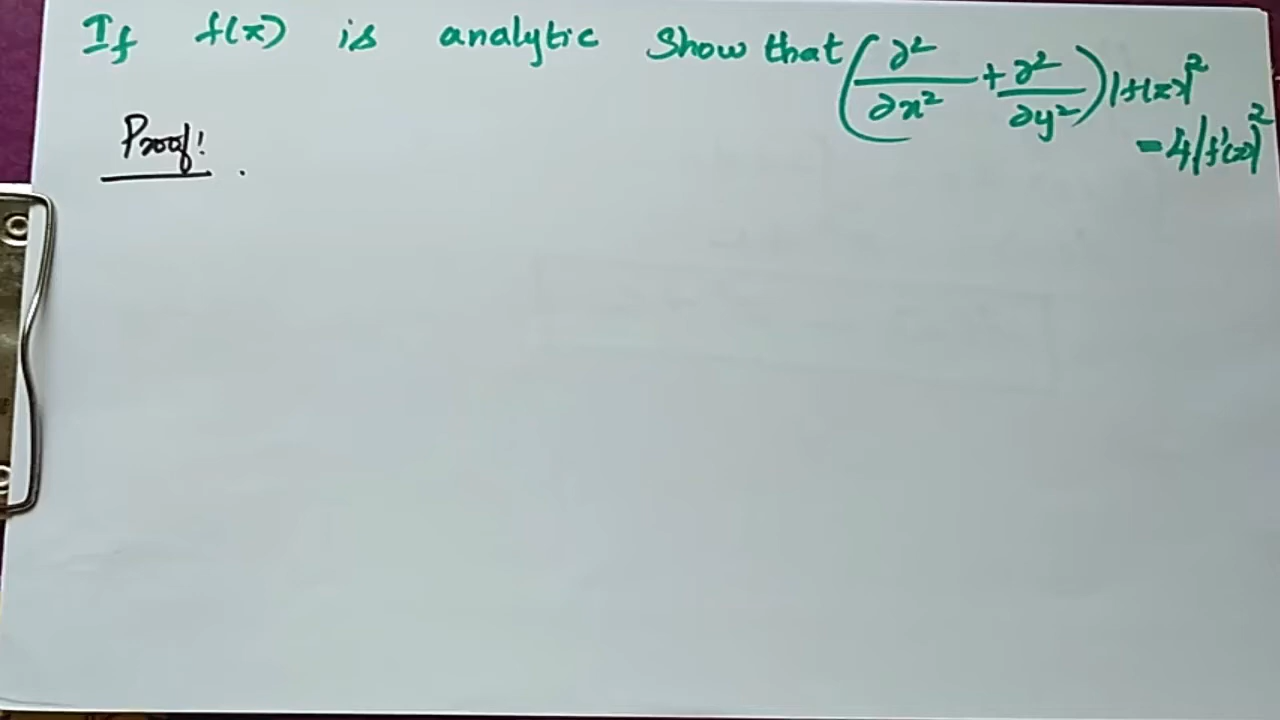 If f(z) is analytic Show that (∂²/∂x² + ∂²/∂y²) |f(z)|²
= 4|f'(z)|²
Proof! .